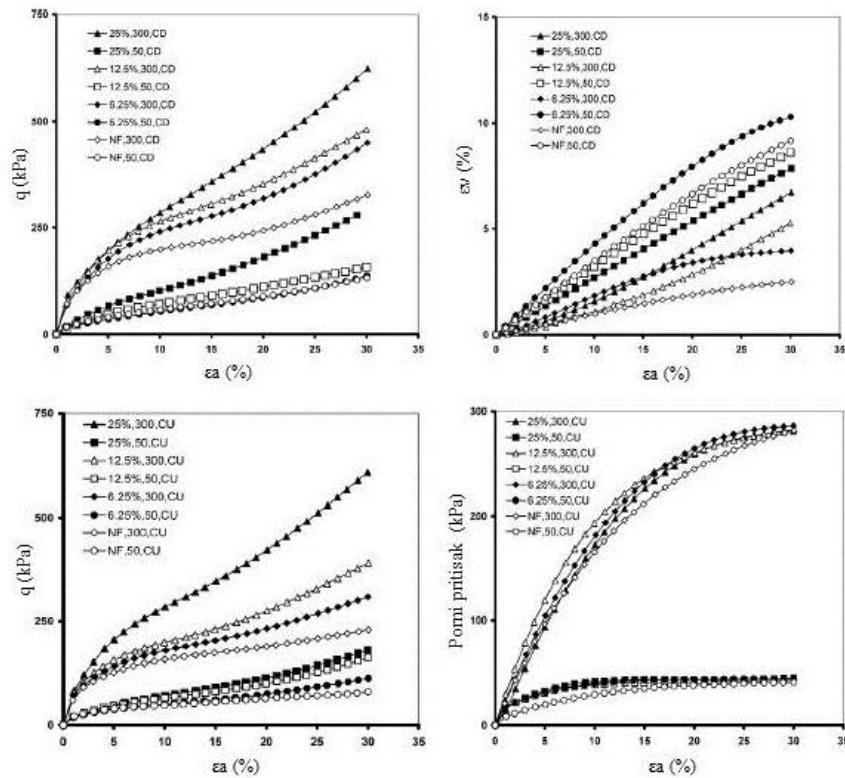 750
500
250
0
q (kPa)
25%,300,CD
25%,50,CD
12.5%,300,CD
12.5%,50,CD
6.25%,300,CD
6.25%,50,CD
NF,300,CD
NF,50,CD
0 5 10 15 20 25 30 35
εa (%)
15
10
5
0
εv (%)
25%,300,CD
25%,50,CD
12.5%,300,CD
12.5%,50,CD
6.25%,300,CD
6.25%,50,CD
NF,300,CD
NF,50,CD
0 5 10 15 20 25 30 35
εa (%)
750
500
250
0
q (kPa)
25%,300,CU
25%,50,CU
12.5%,300,CU
12.5%,50,CU
6.25%,300,CU
6.25%,50,CU
NF,300,CU
NF,50,CU
0 5 10 15 20 25 30 35
εa (%)
300
200
100
0
Porni pritisak (kPa)
25%,300,CU
25%,50,CU
12.5%,300,CU
12.5%,50,CU
6.25%,300,CU
6.25%,50,CU
NF,300,CU
NF,50,CU
0 5 10 15 20 25 30 35
εa (%)